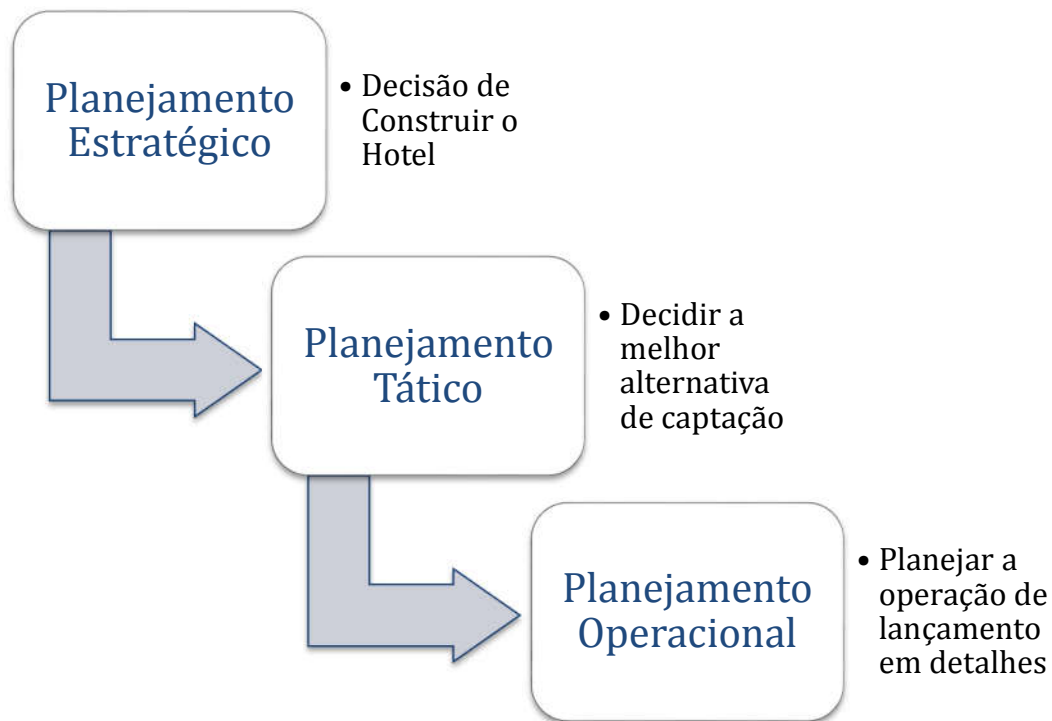 Planejamento
Estratégico
• Decisão de
Construir o
Hotel
Planejamento
Tático
• Decidir a
melhor
alternativa
de captação
Planejamento
Operacional
• Planejar a
operação de
lançamento
em detalhes